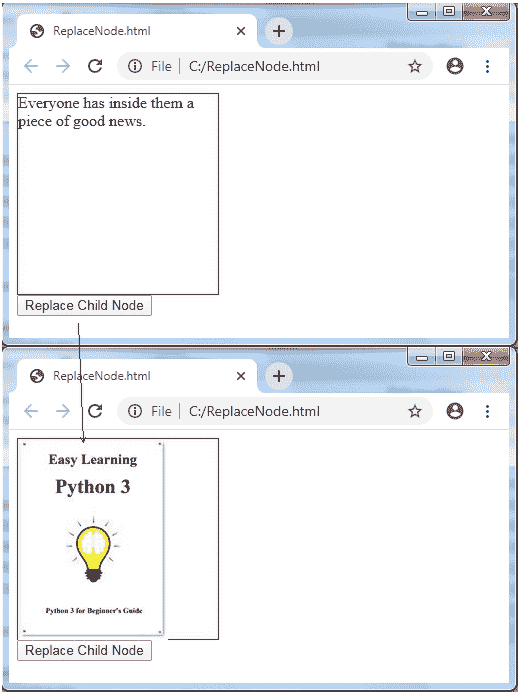 ReplaceNode.html
File | C:/ReplaceNode.html
Everyone has inside them a
piece of good news.
Replace Child Node
ReplaceNode.html
File | C:/ReplaceNode.html
Easy Learning
Python 3
Python 3 for Beginner's Guide
Replace Child Node